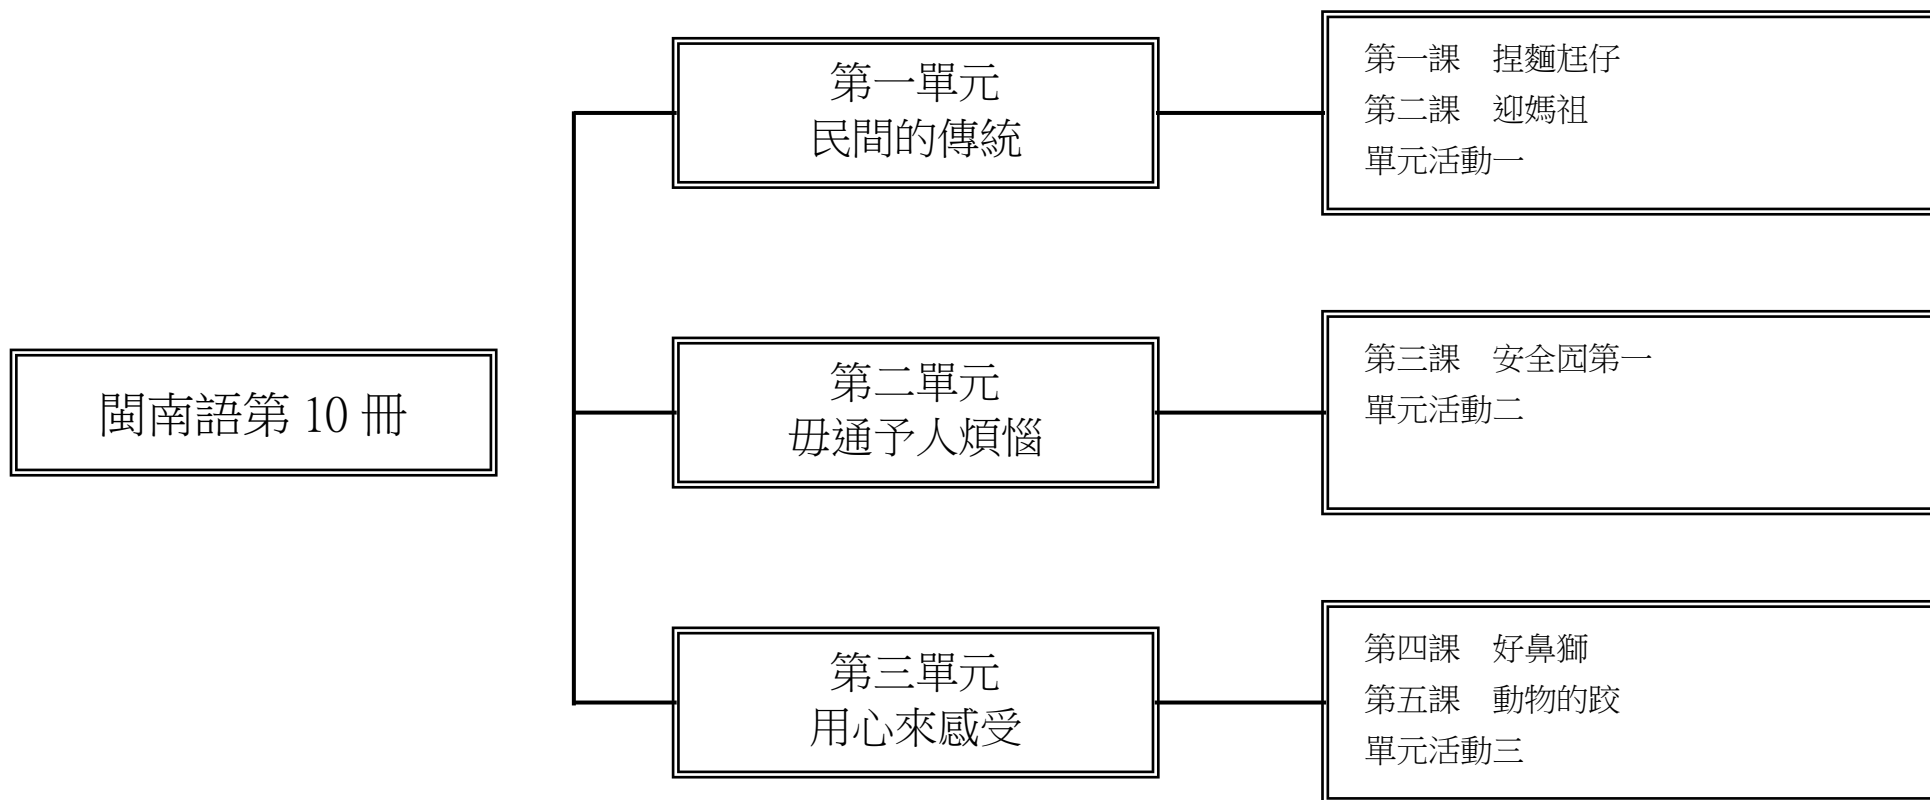 閩南語第 10 冊
第一單元
民間的傳統
第一課　捏麵尪仔
第二課　迎媽祖
單元活動一
第二單元
毋通予人煩惱
第三課　安全囥第一
單元活動二
第三單元
用心來感受
第四課　好鼻獅
第五課　動物的跤
單元活動三